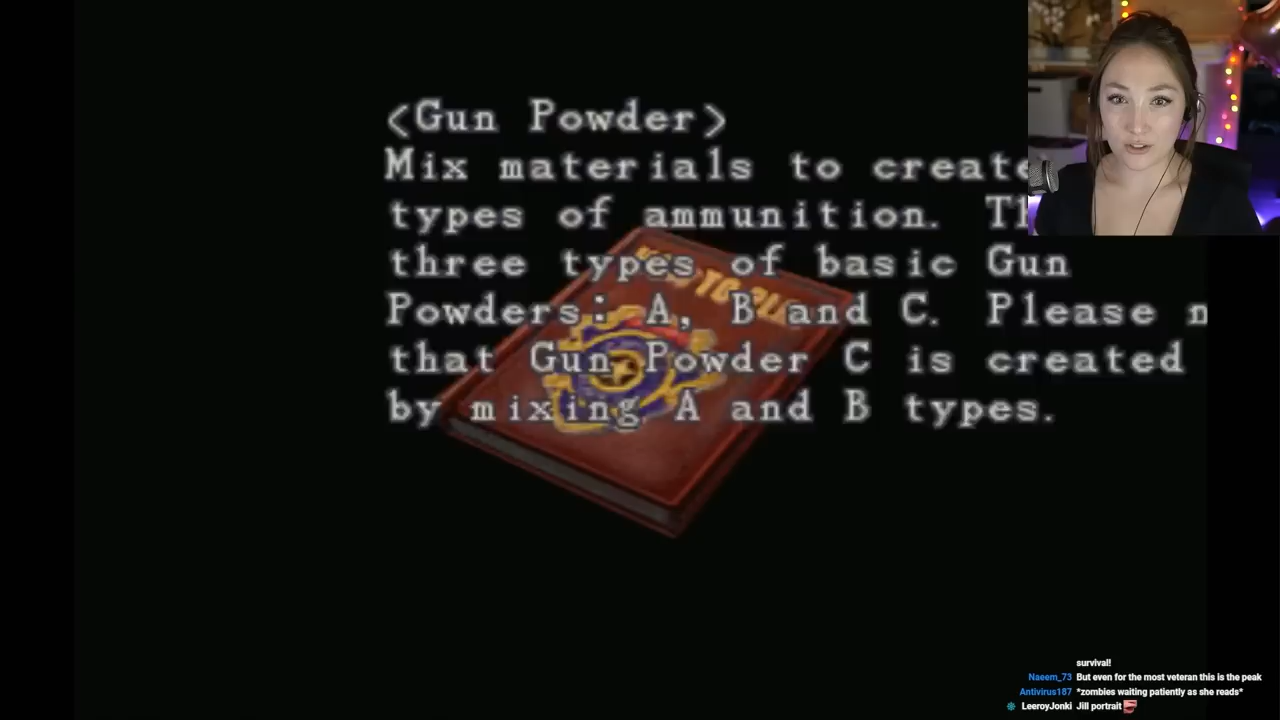 <Gun Powder>
Mix materials to create
types of ammunition. Th
three types of basic Gun
Powders: A, B and C. Please n
that Gun Powder C is created
by mixing A and B types.
survival!
Naeem_73 But even for the most veteran this is the peak
Antivirus187 *zombies waiting patiently as she reads*
LeeroyJonki Jill portrait